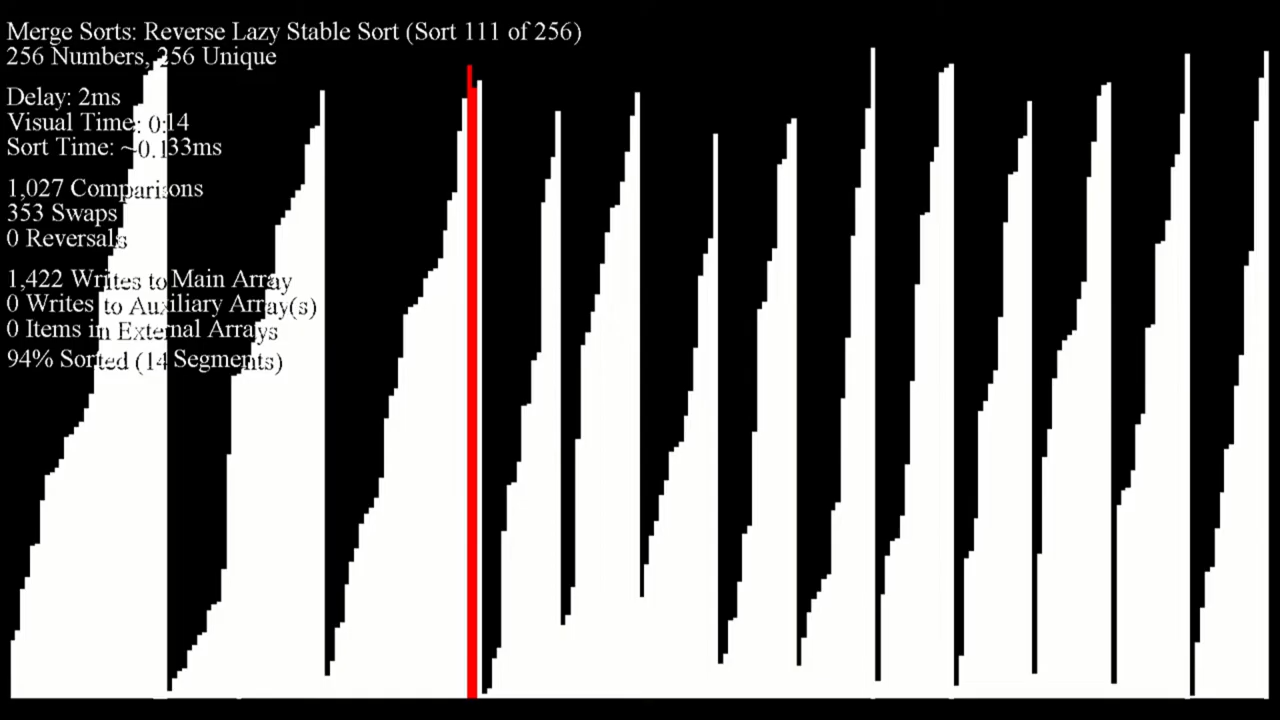 Merge Sorts: Reverse Lazy Stable Sort (Sort 111 of 256)
256 Numbers, 256 Unique
Delay: 2ms
Visual Time: 0:14
Sort Time: ~0.133ms
1,027 Comparisons
353 Swaps
0 Reversals
1,422 Writes to Main Array
0 Writes to Auxiliary Array(s)
0 Items in External Arrays
94% Sorted (14 Segments)